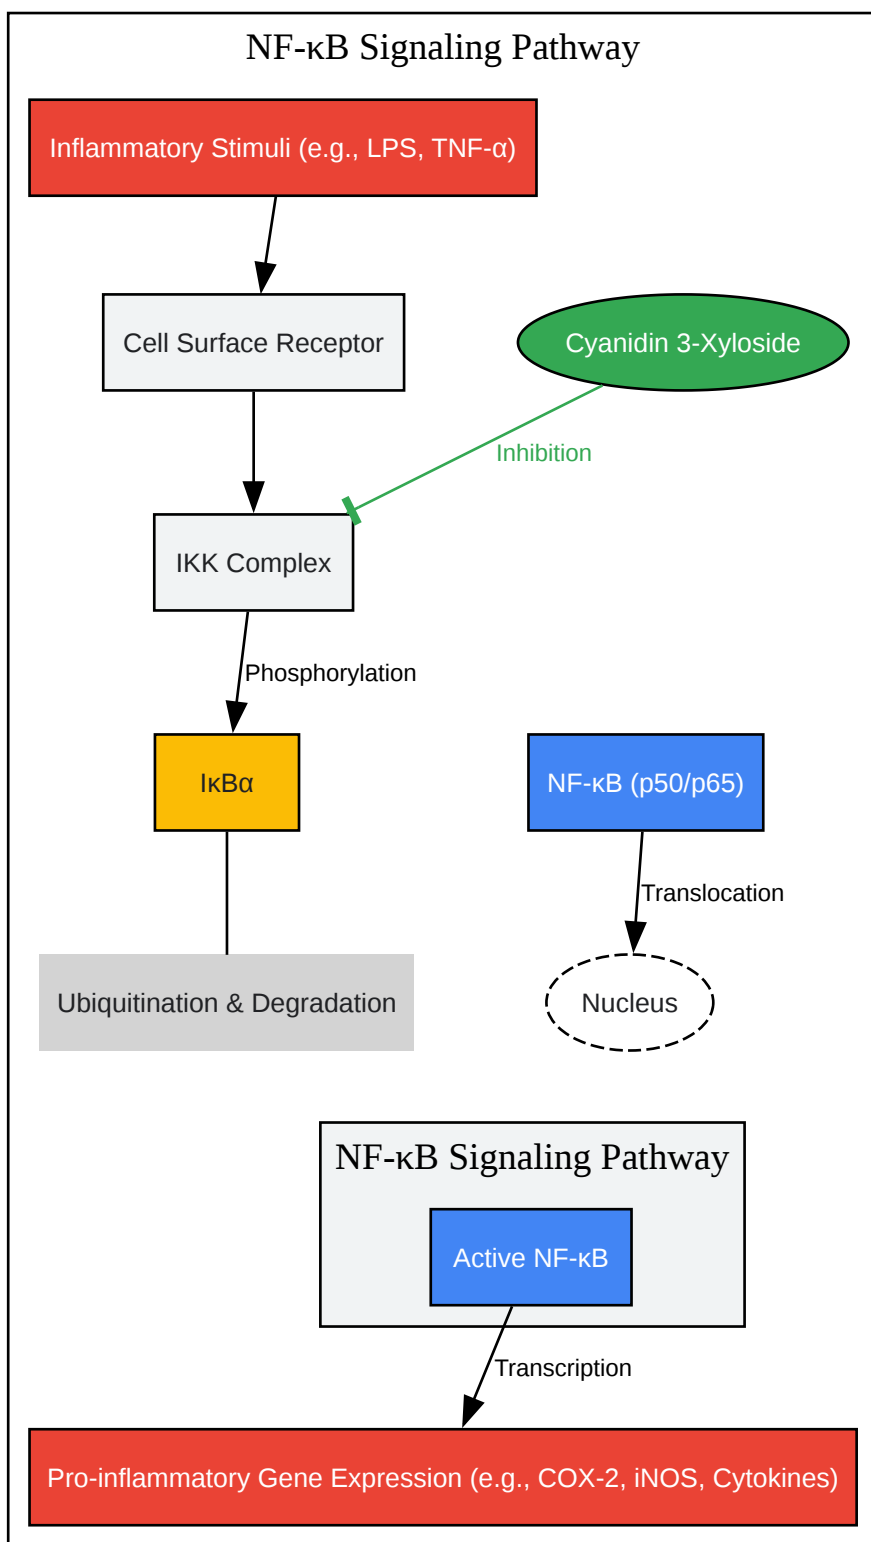 NF-κB Signaling Pathway
Inflammatory Stimuli (e.g., LPS, TNF-α)
Cell Surface Receptor
Cyanidin 3-Xyloside
Inhibition
IKK Complex
Phosphorylation
IκBα
NF-κB (p50/p65)
Translocation
Ubiquitination & Degradation
Nucleus
NF-κB Signaling Pathway
Active NF-κB
Transcription
Pro-inflammatory Gene Expression (e.g., COX-2, iNOS, Cytokines)